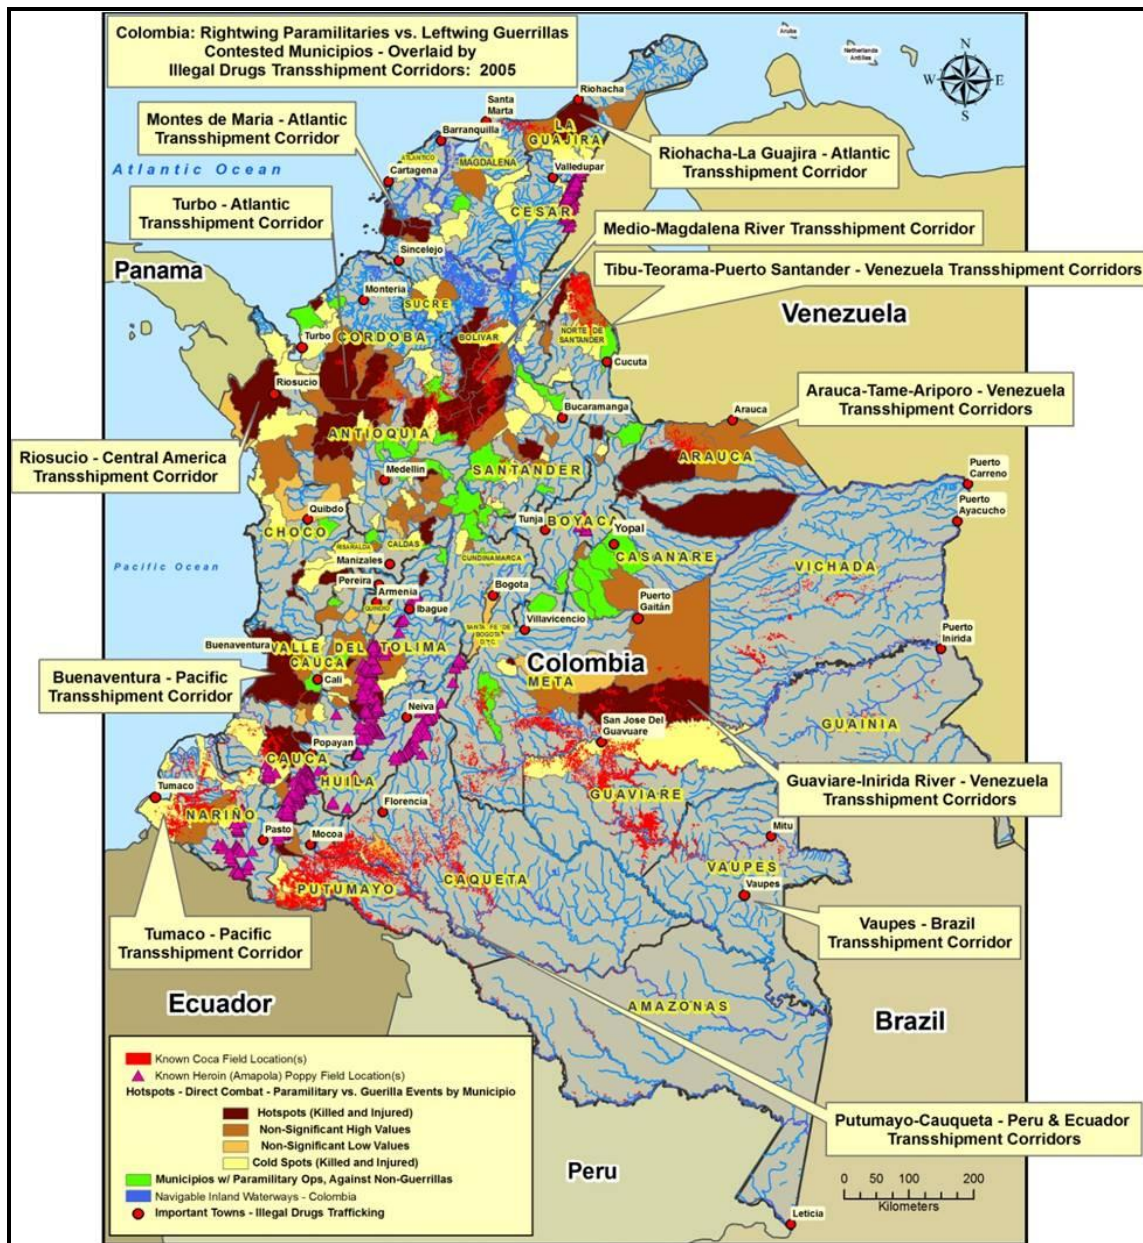 Colombia: Rightwing Paramilitaries vs. Leftwing Guerrillas
Contested Municipios - Overlaid by
Illegal Drugs Transshipment Corridors: 2005
Aruba
Netherlands
Antilles
N
W
E
S
Montes de Maria - Atlantic
Transshipment Corridor
Santa
Marta
Riohacha
Barranquilla
LA
GUAJIRA
Riohacha-La Guajira - Atlantic
Transshipment Corridor
Atlantic Ocean
ATLANTICO
MAGDALENA
Valledupar
Cartagena
CESAR
Turbo - Atlantic
Transshipment Corridor
Medio-Magdalena River Transshipment Corridor
Sincelejo
Panama
Tibu-Teorama-Puerto Santander - Venezuela Transshipment Corridors
Monteria
SUCRE
Venezuela
Turbo
CORDOBA
BOLIVAR
NORTE DE
SANTANDER
Cucuta
Riosucio
Arauca-Tame-Ariporo - Venezuela
Transshipment Corridors
Bucaramanga
Arauca
ANTIOQUIA
Riosucio - Central America
Transshipment Corridor
ARAUCA
SANTANDER
Medellin
Puerto
Carreno
Quibdo
CHOCO
Tunja
BOYACA
Yopal
Puerto
Ayacucho
RISARALDA
CALDAS
CUNDINAMARCA
CASANARE
VICHADA
Pacific Ocean
Manizales
Pereira
Armenia
Bogota
QUINDIO
Ibague
Puerto
Gaitán
SANTA FE DE
BOGOTA
D.C.
Villavicencio
Puerto
Inirida
Buenaventura
VALLE DEL
CAUCA
TOLIMA
Colombia
META
Buenaventura - Pacific
Transshipment Corridor
Cali
Neiva
San Jose Del
Guavuare
GUAINIA
Popayan
CAUCA
HUILA
Guaviare-Inirida River - Venezuela
Transshipment Corridors
Tumaco
GUAVIARE
NARIÑO
Florencia
Pasto
Mocoa
Mitu
VAUPES
PUTUMAYO
CAQUETA
Vaupes
Tumaco - Pacific
Transshipment Corridor
Vaupes - Brazil
Transshipment Corridor
Ecuador
AMAZONAS
Brazil
Known Coca Field Location(s)
Known Heroin (Amapola) Poppy Field Location(s)
Hotspots - Direct Combat - Paramilitary vs. Guerilla Events by Municipio
Hotspots (Killed and Injured)
Non-Significant High Values
Non-Significant Low Values
Cold Spots (Killed and Injured)
Municipios w/ Paramilitary Ops, Against Non-Guerrillas
Navigable Inland Waterways - Colombia
Important Towns - Illegal Drugs Trafficking
Putumayo-Cauqueta - Peru & Ecuador
Transshipment Corridors
Peru
0 50 100 200
Kilometers
Leticia